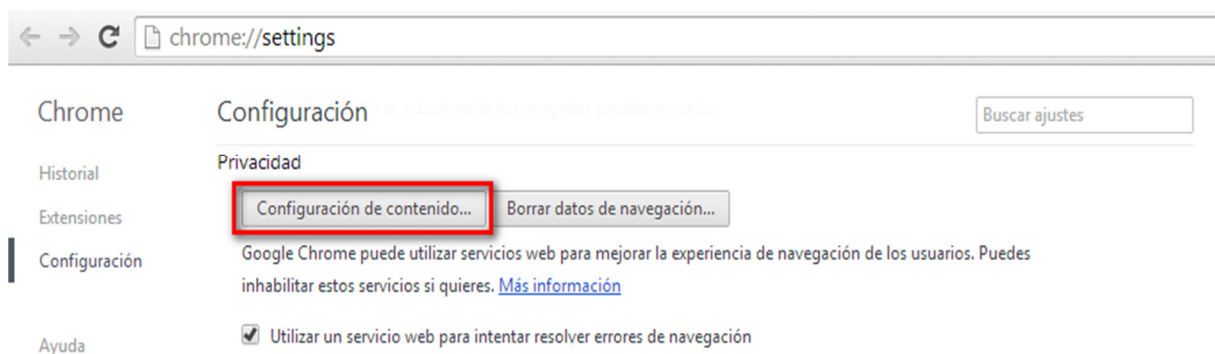 chrome://settings
Chrome
Configuración
Buscar ajustes
Historial
Extensiones
Configuración
Ayuda
Privacidad
Configuración de contenido...
Borrar datos de navegación...
Google Chrome puede utilizar servicios web para mejorar la experiencia de navegación de los usuarios. Puedes
inhabilitar estos servicios si quieres. Más información
Utilizar un servicio web para intentar resolver errores de navegación